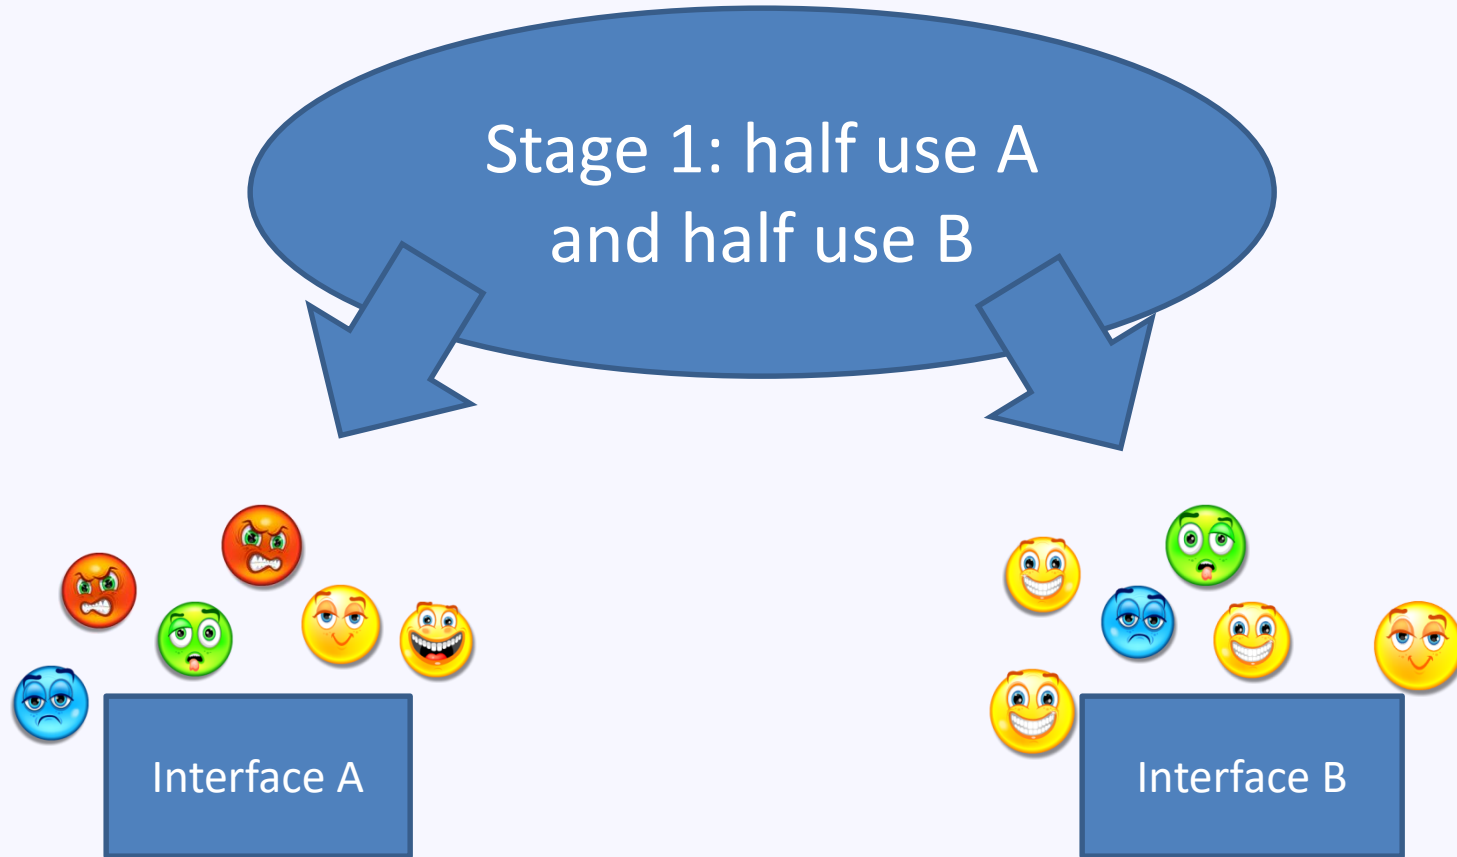 Stage 1: half use A
and half use B
Interface A
Interface B